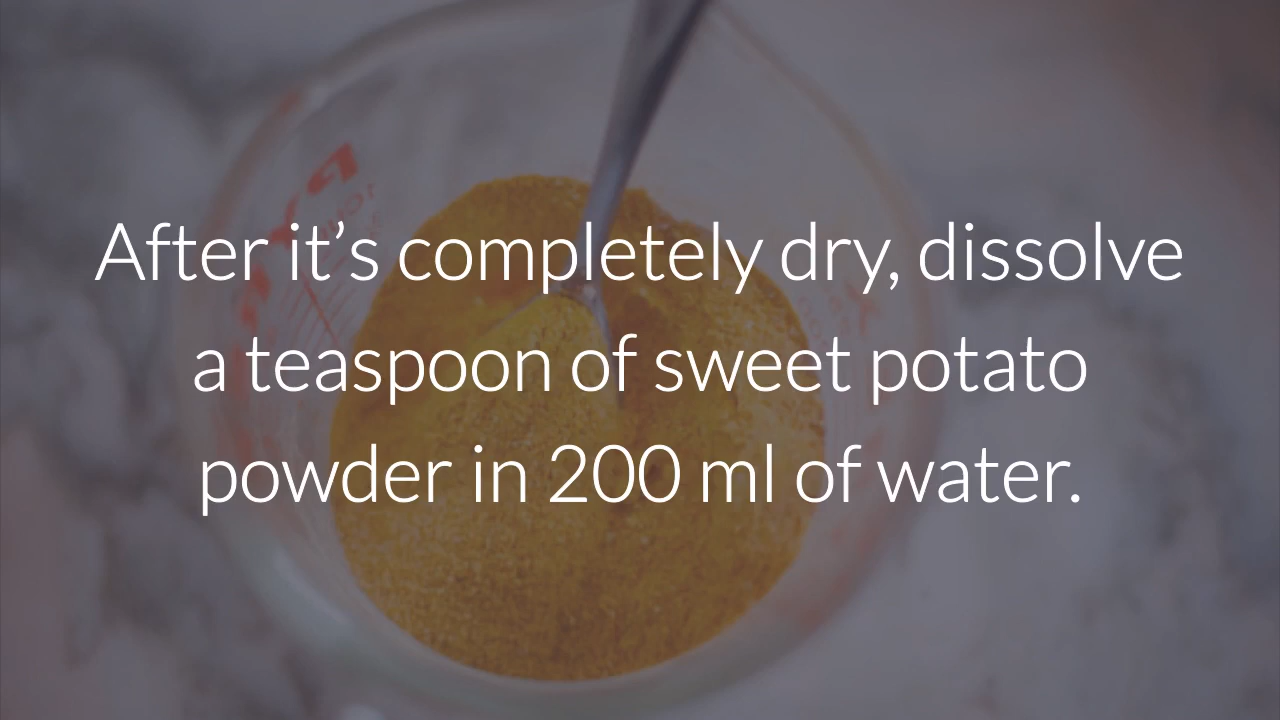 After it’s completely dry, dissolve
a teaspoon of sweet potato
powder in 200 ml of water.